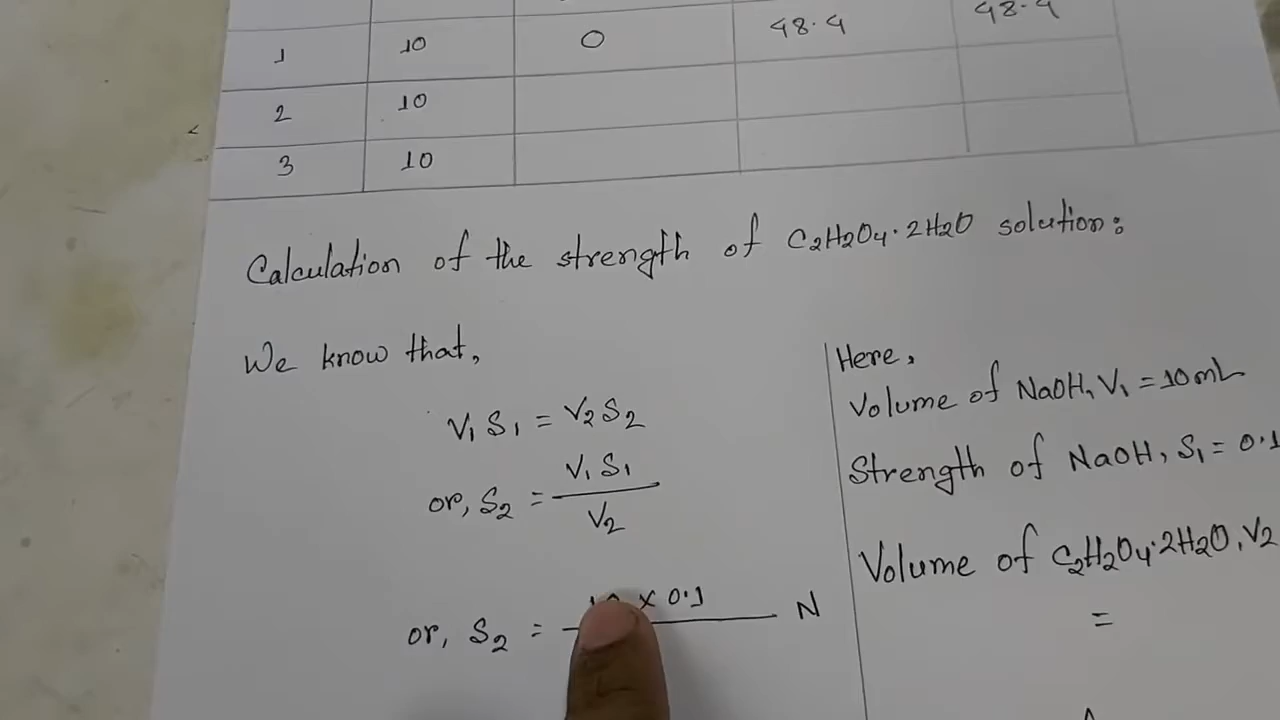 1 10 0 48.4 48.4
2 10
3 10
Calculation of the strength of C2H2O4.2H2O solution:
We know that,
V1 S1 = V2 S2
or, S2 = V1 S1 / V2
or, S2 = 10 × 0.1 / N
Here,
Volume of NaOH, V1 = 10 mL
Strength of NaOH, S1 = 0.1
Volume of C2H2O4.2H2O, V2
=